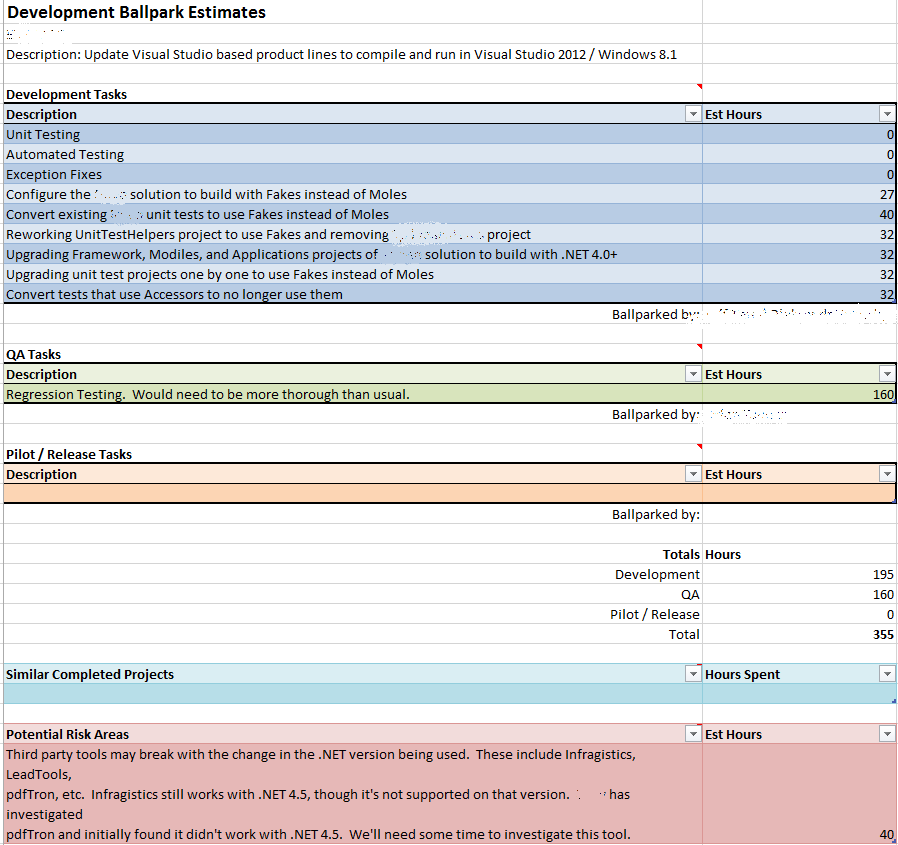 Development Ballpark Estimates
Description: Update Visual Studio based product lines to compile and run in Visual Studio 2012 / Windows 8.1
Development Tasks
Description Est Hours
Unit Testing 0
Automated Testing 0
Exception Fixes 0
Configure the solution to build with Fakes instead of Moles 27
Convert existing unit tests to use Fakes instead of Moles 40
Reworking UnitTestHelpers project to use Fakes and removing project 32
Upgrading Framework, Modiles, and Applications projects of solution to build with .NET 4.0+ 32
Upgrading unit test projects one by one to use Fakes instead of Moles 32
Convert tests that use Accessors to no longer use them 32
Ballparked by:
QA Tasks
Description Est Hours
Regression Testing. Would need to be more thorough than usual. 160
Ballparked by:
Pilot / Release Tasks
Description Est Hours
Ballparked by:
Totals Hours
Development 195
QA 160
Pilot / Release 0
Total 355
Similar Completed Projects Hours Spent
Potential Risk Areas Est Hours
Third party tools may break with the change in the .NET version being used. These include Infragistics,
LeadTools,
pdfTron, etc. Infragistics still works with .NET 4.5, though it's not supported on that version. has
investigated
pdfTron and initially found it didn't work with .NET 4.5. We'll need some time to investigate this tool. 40